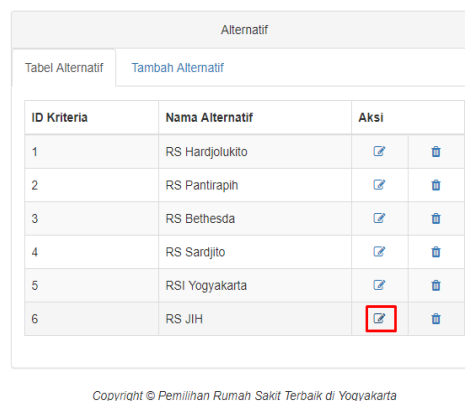 Alternatif
Tabel Alternatif Tambah Alternatif
ID Kriteria Nama Alternatif Aksi
1 RS Hardjolukito
2 RS Pantirapih
3 RS Bethesda
4 RS Sardjito
5 RSI Yogyakarta
6 RS JIH
Copyright © Pemilihan Rumah Sakit Terbaik di Yogyakarta